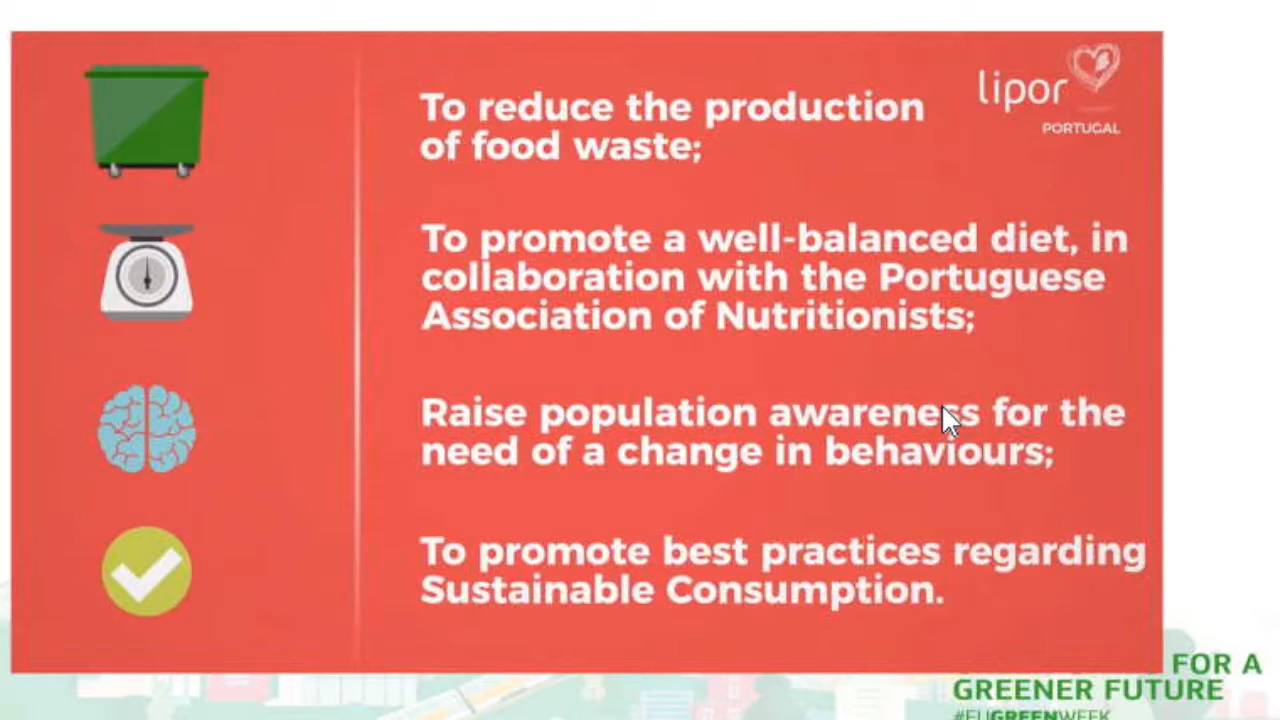 lipor
PORTUGAL
To reduce the production
of food waste;
To promote a well-balanced diet, in
collaboration with the Portuguese
Association of Nutritionists;
Raise population awareness for the
need of a change in behaviours;
To promote best practices regarding
Sustainable Consumption.
FOR A
GREENER FUTURE
#EUGREENWEEK